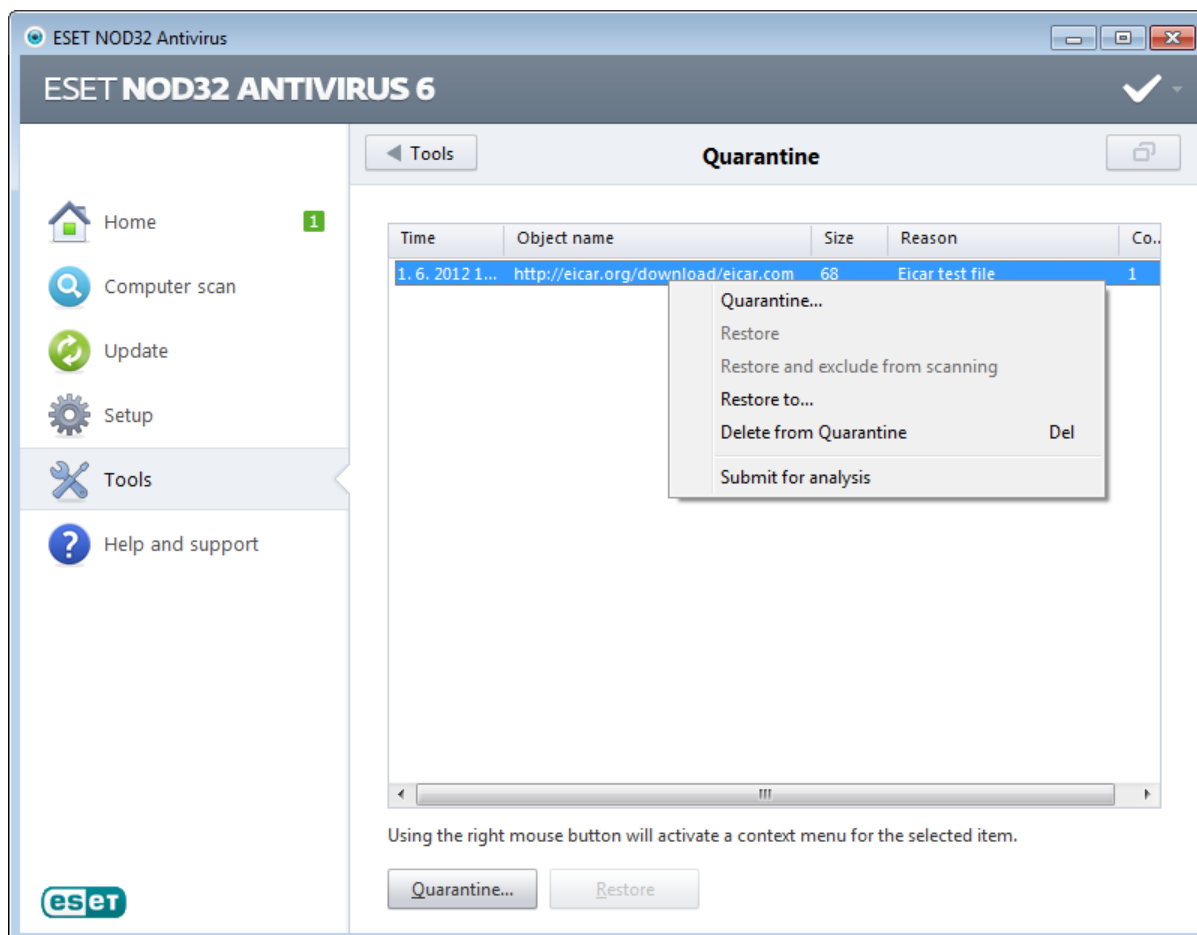 ESET NOD32 Antivirus
ESET NOD32 ANTIVIRUS 6
Tools
Quarantine
Home
1
Computer scan
Update
Setup
Tools
Help and support
Time Object name Size Reason Co..
1. 6. 2012 1... http://eicar.org/download/eicar.com 68 Eicar test file 1
Quarantine...
Restore
Restore and exclude from scanning
Restore to...
Delete from Quarantine Del
Submit for analysis
Using the right mouse button will activate a context menu for the selected item.
Quarantine...
Restore
eseT